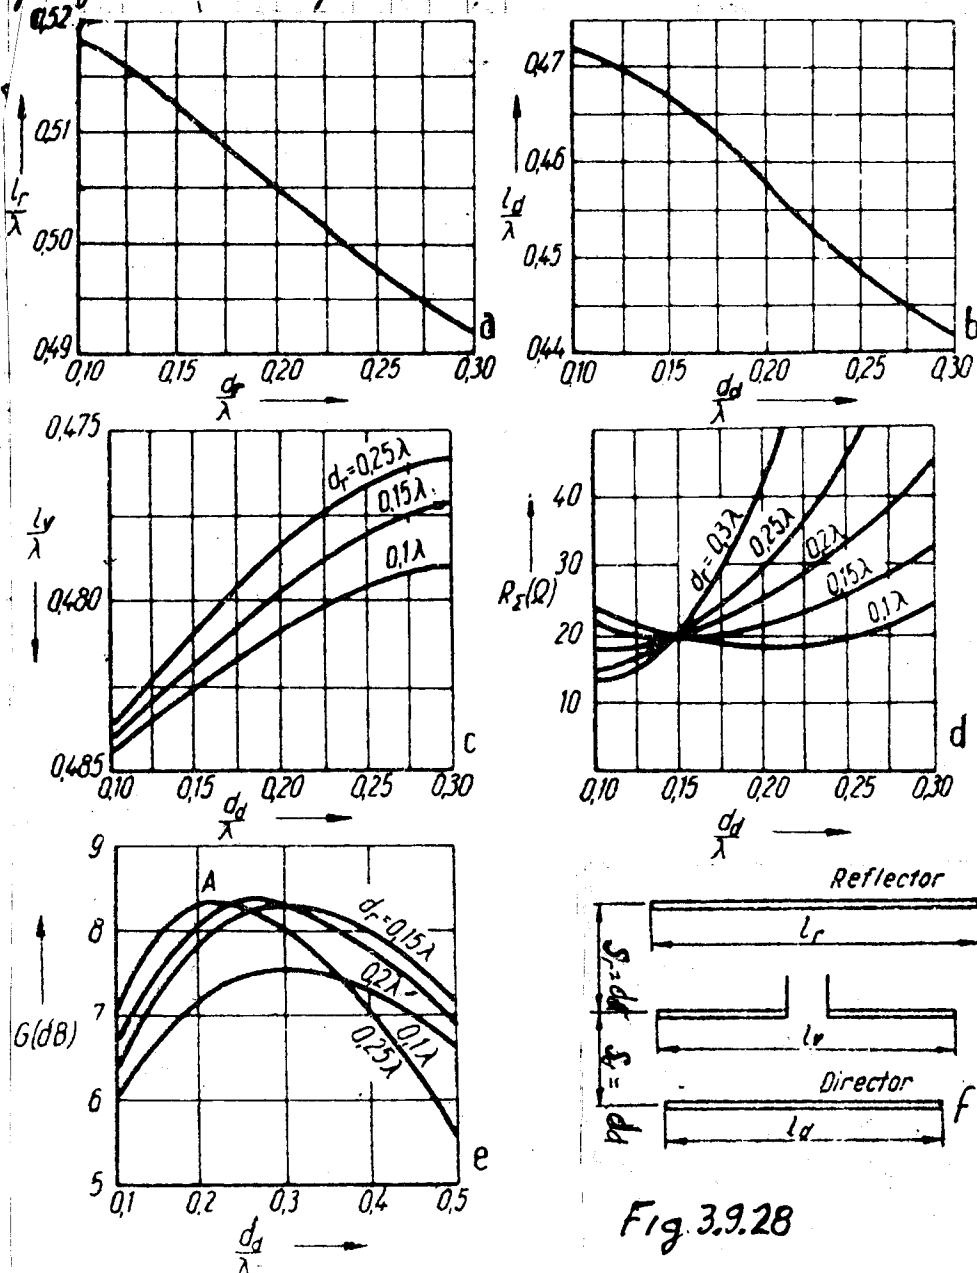 0,52
0,51
0,50
0,49
l_r/λ
0,10 0,15 0,20 0,25 0,30
d_r/λ
a
0,47
0,46
0,45
0,44
l_d/λ
0,10 0,15 0,20 0,25 0,30
d_d/λ
b
0,475
0,480
0,485
l_v/λ
d_r=0,25λ
0,15λ
0,1λ
0,10 0,15 0,20 0,25 0,30
d_d/λ
c
40
30
20
10
R_Σ(Ω)
d_r=0,3λ
0,25λ
0,2λ
0,15λ
0,1λ
0,10 0,15 0,20 0,25 0,30
d_d/λ
d
9
8
7
6
5
G(dB)
A
d_r=0,15λ
0,2λ
0,1λ
0,25λ
0,1 0,2 0,3 0,4 0,5
d_d/λ
e
Reflector
l_r
l_v
Director
l_d
f
Fig. 3.9.28